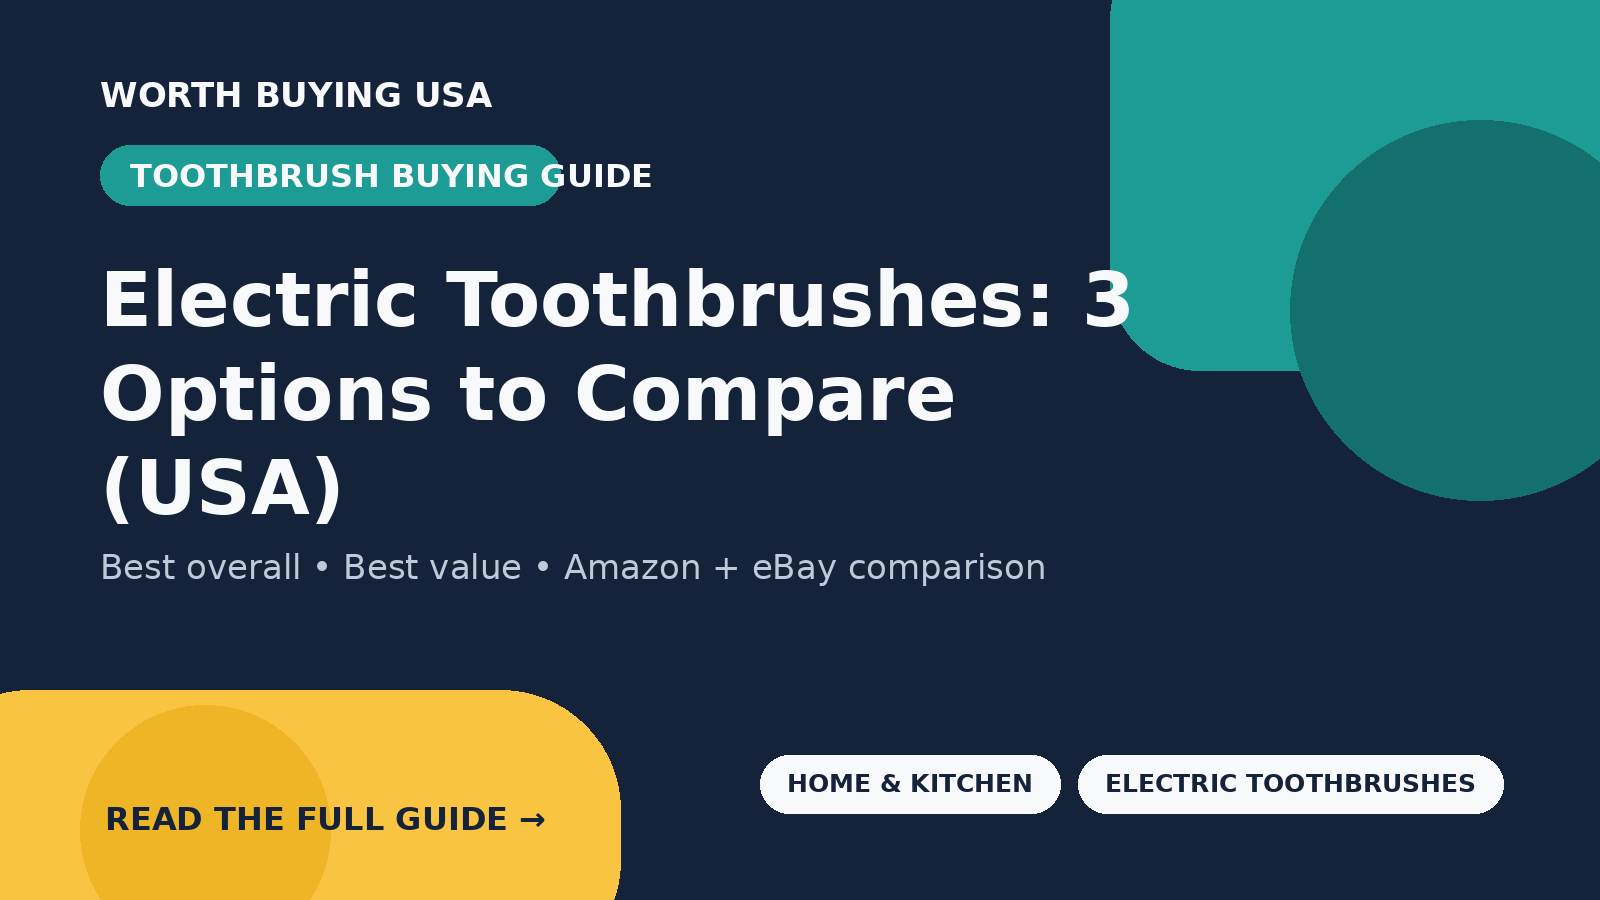 WORTH BUYING USA
TOOTHBRUSH BUYING GUIDE
Electric Toothbrushes: 3
Options to Compare
(USA)
Best overall • Best value • Amazon + eBay comparison
READ THE FULL GUIDE →
HOME & KITCHEN
ELECTRIC TOOTHBRUSHES